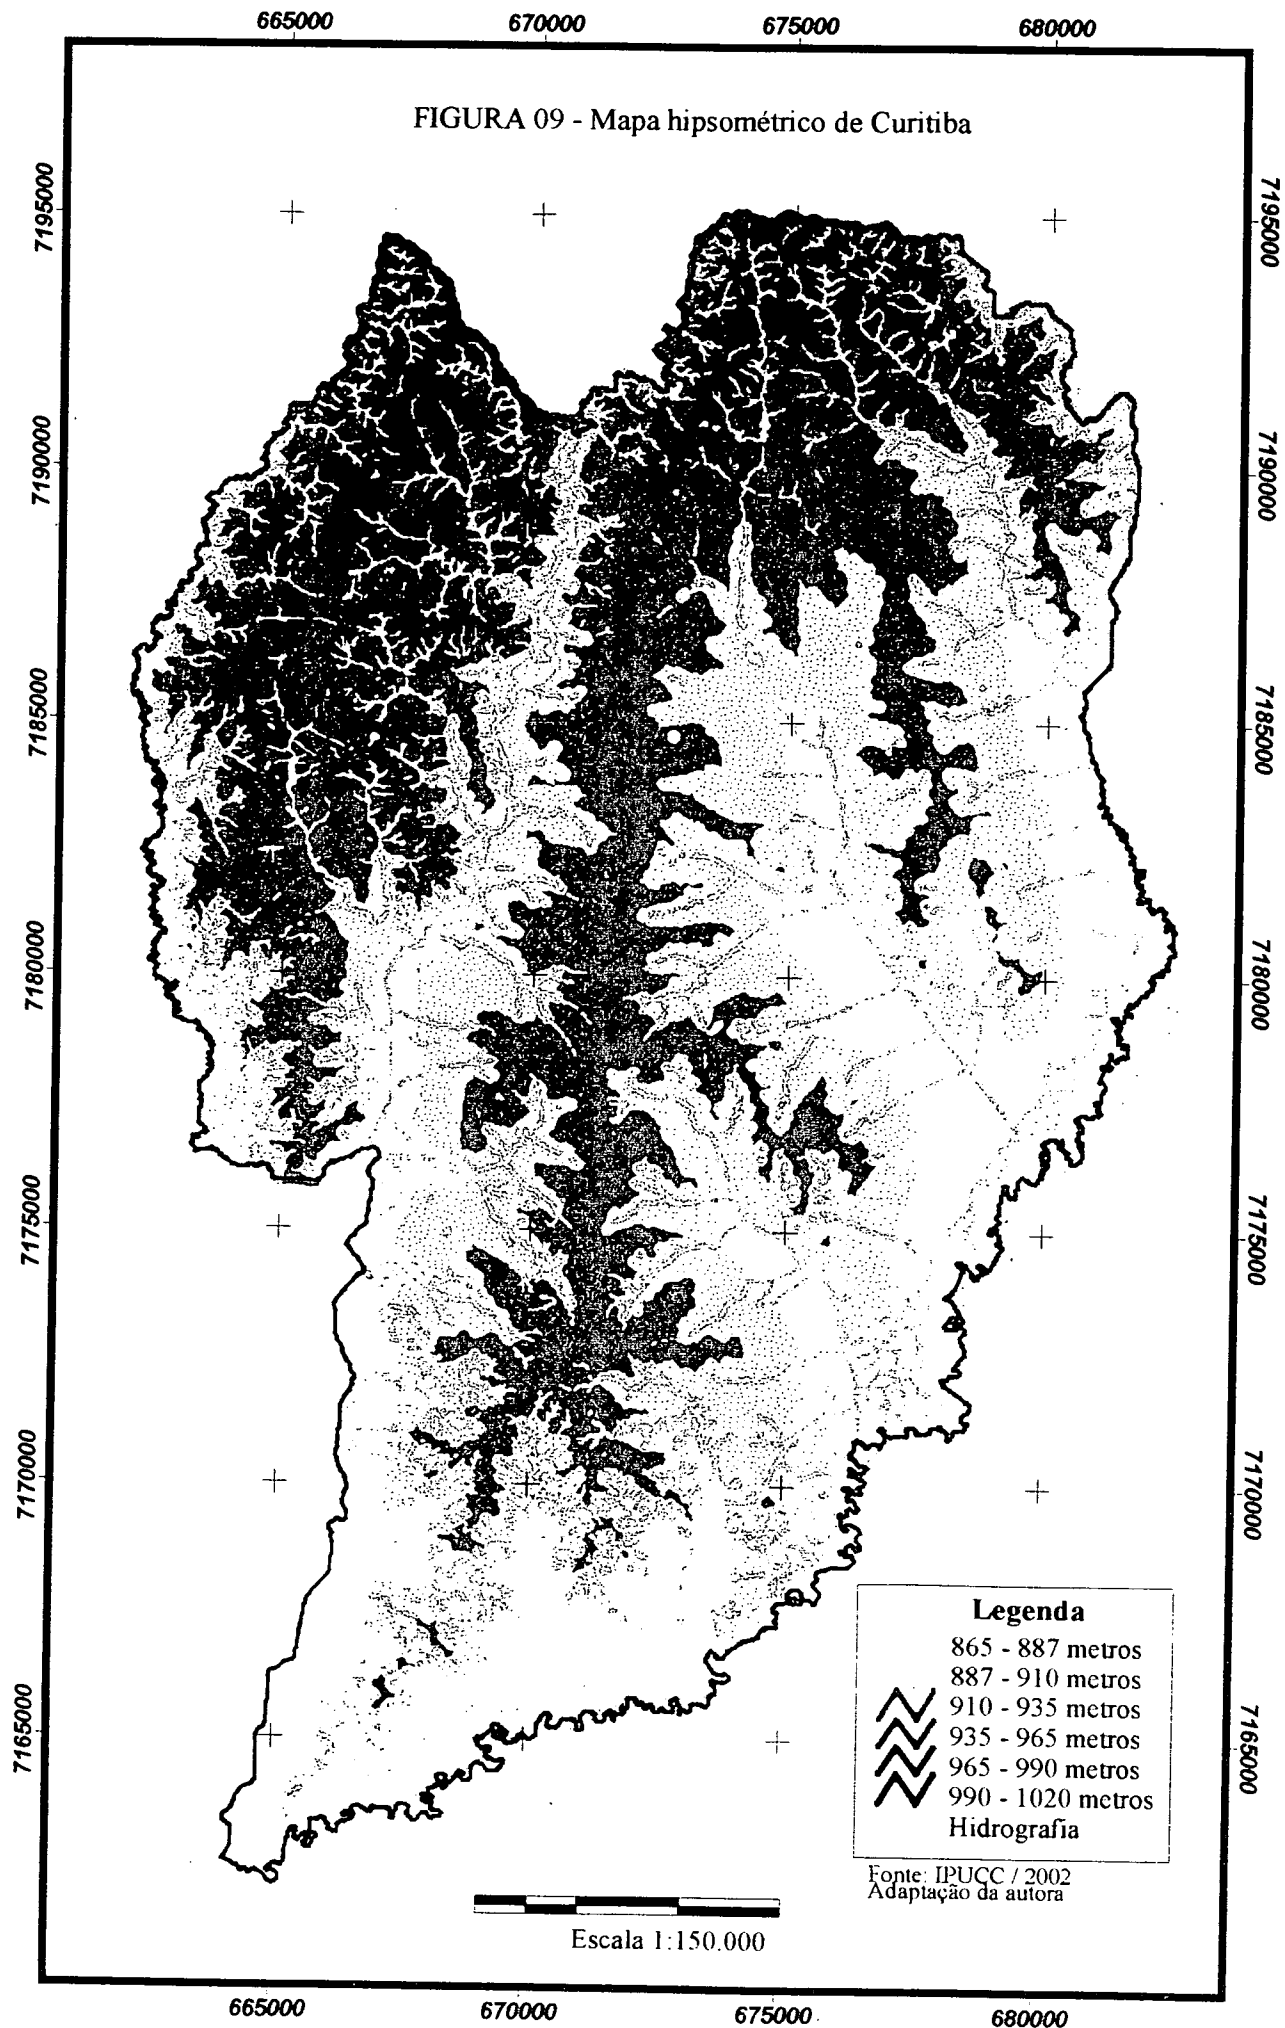 665000 670000 675000 680000
FIGURA 09 - Mapa hipsométrico de Curitiba
7195000 7195000
7190000 7190000
7185000 7185000
7180000 7180000
7175000 7175000
7170000 7170000
7165000 7165000
Legenda
865 - 887 metros
887 - 910 metros
910 - 935 metros
935 - 965 metros
965 - 990 metros
990 - 1020 metros
Hidrografia
Fonte: IPUCC / 2002
Adaptação da autora
Escala 1:150.000
665000 670000 675000 680000